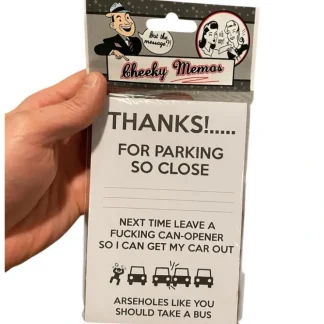 Got the
message?!
Cheeky Memos
THANKS!.....
FOR PARKING
SO CLOSE
NEXT TIME LEAVE A
FUCKING CAN-OPENER
SO I CAN GET MY CAR OUT
ARSEHOLES LIKE YOU
SHOULD TAKE A BUS